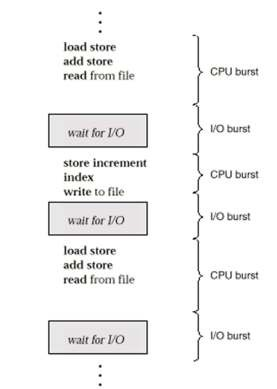 load store
add store
read from file
CPU burst
wait for I/O
I/O burst
store increment
index
write to file
CPU burst
wait for I/O
I/O burst
load store
add store
read from file
CPU burst
wait for I/O
I/O burst